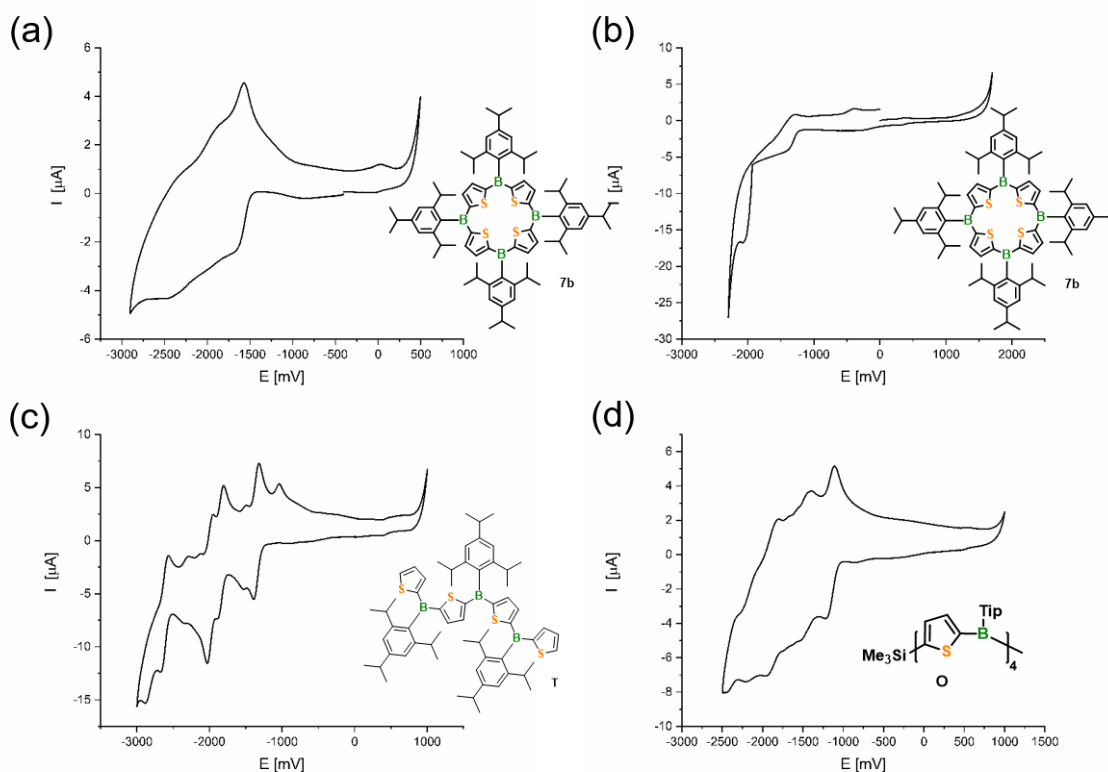 (a)
6
4
2
0
-2
-4
-6
I [µA]
-3000 -2500 -2000 -1500 -1000 -500 0 500 1000
E [mV]
B
S S
B B
S S
B
7b
(b)
10
5
0
-5
-10
-15
-20
-25
-30
I [µA]
-3000 -2000 -1000 0 1000 2000
E [mV]
B
S S
B B
S S
B
7b
(c)
10
5
0
-5
-10
-15
I [µA]
-3000 -2000 -1000 0 1000
E [mV]
B
S S
B S S
B
S
T
(d)
8
6
4
2
0
-2
-4
-6
-8
-10
I [µA]
-2500 -2000 -1500 -1000 -500 0 500 1000 1500
E [mV]
Tip
B
Me3Si S 4
O